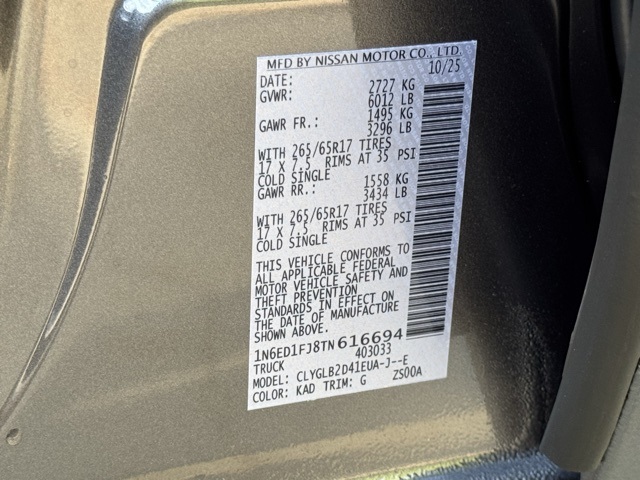 MFD BY NISSAN MOTOR CO., LTD.
DATE: 10/25
GVWR: 2727 KG
6012 LB
GAWR FR.: 1495 KG
3296 LB
WITH 265/65R17 TIRES
17 X 7.5 RIMS AT 35 PSI
COLD SINGLE
GAWR RR.: 1558 KG
3434 LB
WITH 265/65R17 TIRES
17 X 7.5 RIMS AT 35 PSI
COLD SINGLE
THIS VEHICLE CONFORMS TO
ALL APPLICABLE FEDERAL
MOTOR VEHICLE SAFETY AND
THEFT PREVENTION
STANDARDS IN EFFECT ON
THE DATE OF MANUFACTURE
SHOWN ABOVE.
1N6ED1FJ8TN616694
TRUCK 403033
MODEL: CLYGLB2D41EUA-J--E
COLOR: KAD TRIM: G ZS00A